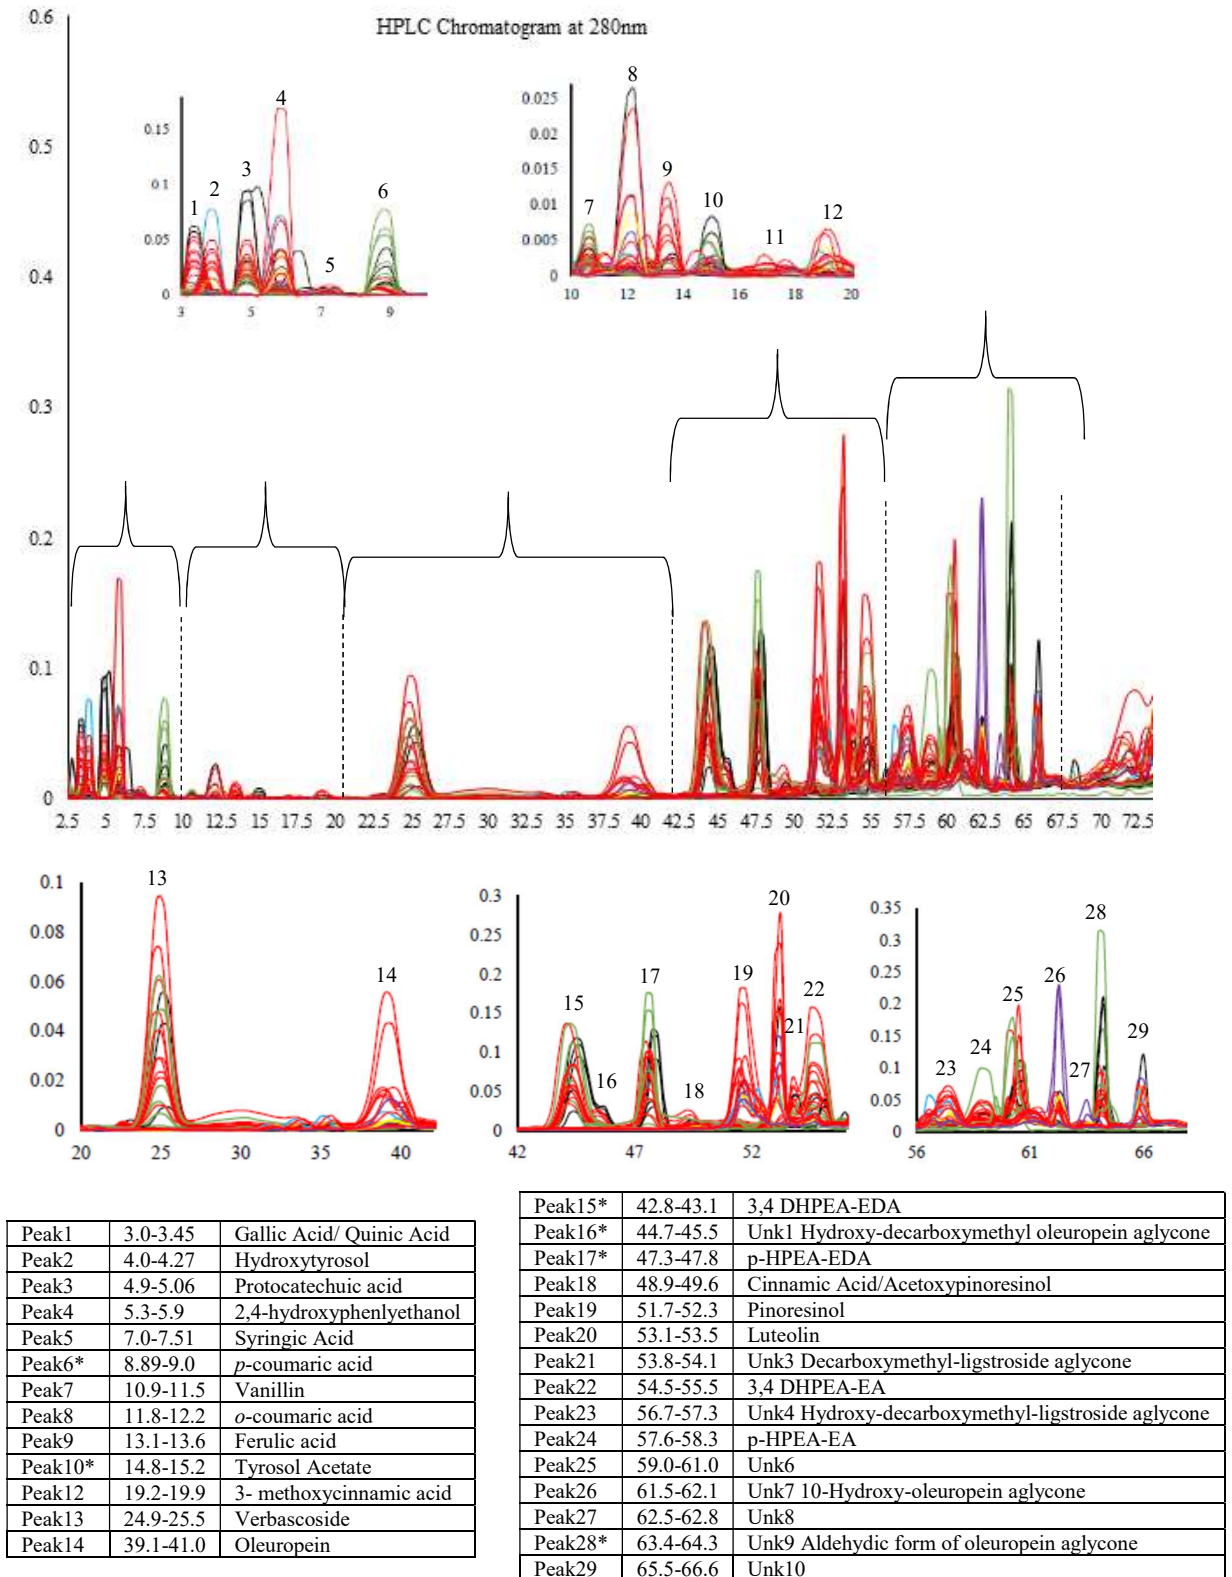 HPLC Chromatogram at 280nm
0.6
0.5
0.4
0.3
0.2
0.1
0
2.5 5 7.5 10 12.5 15 17.5 20 22.5 25 27.5 30 32.5 35 37.5 40 42.5 45 47.5 50 52.5 55 57.5 60 62.5 65 67.5 70 72.5
0.15
0.1
0.05
0
3 5 7 9
1 2 3 4 5 6
0.025
0.02
0.015
0.01
0.005
0
10 12 14 16 18 20
7 8 9 10 11 12
0.1
0.08
0.06
0.04
0.02
0
20 25 30 35 40
13 14
0.3
0.25
0.2
0.15
0.1
0.05
0
42 47 52
15 16 17 18 19 20 21 22
0.35
0.3
0.25
0.2
0.15
0.1
0.05
0
56 61 66
23 24 25 26 27 28 29
Peak1 3.0-3.45 Gallic Acid/ Quinic Acid
Peak2 4.0-4.27 Hydroxytyrosol
Peak3 4.9-5.06 Protocatechuic acid
Peak4 5.3-5.9 2,4-hydroxyphenlyethanol
Peak5 7.0-7.51 Syringic Acid
Peak6* 8.89-9.0 p-coumaric acid
Peak7 10.9-11.5 Vanillin
Peak8 11.8-12.2 o-coumaric acid
Peak9 13.1-13.6 Ferulic acid
Peak10* 14.8-15.2 Tyrosol Acetate
Peak12 19.2-19.9 3- methoxycinnamic acid
Peak13 24.9-25.5 Verbascoside
Peak14 39.1-41.0 Oleuropein
Peak15* 42.8-43.1 3,4 DHPEA-EDA
Peak16* 44.7-45.5 Unk1 Hydroxy-decarboxymethyl oleuropein aglycone
Peak17* 47.3-47.8 p-HPEA-EDA
Peak18 48.9-49.6 Cinnamic Acid/Acetoxypinoresinol
Peak19 51.7-52.3 Pinoresinol
Peak20 53.1-53.5 Luteolin
Peak21 53.8-54.1 Unk3 Decarboxymethyl-ligstroside aglycone
Peak22 54.5-55.5 3,4 DHPEA-EA
Peak23 56.7-57.3 Unk4 Hydroxy-decarboxymethyl-ligstroside aglycone
Peak24 57.6-58.3 p-HPEA-EA
Peak25 59.0-61.0 Unk6
Peak26 61.5-62.1 Unk7 10-Hydroxy-oleuropein aglycone
Peak27 62.5-62.8 Unk8
Peak28* 63.4-64.3 Unk9 Aldehydic form of oleuropein aglycone
Peak29 65.5-66.6 Unk10